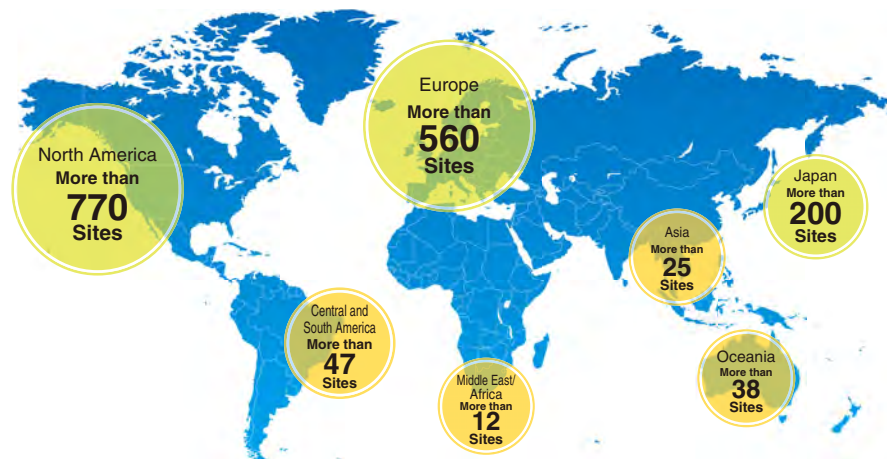 North America
More than
770
Sites
Europe
More than
560
Sites
Japan
More than
200
Sites
Asia
More than
25
Sites
Central and
South America
More than
47
Sites
Middle East/
Africa
More than
12
Sites
Oceania
More than
38
Sites